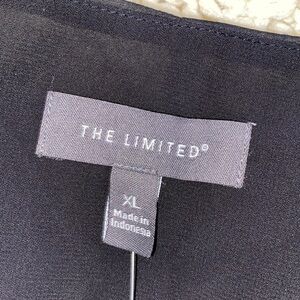 THE LIMITED®
XL
Made in
Indonesia